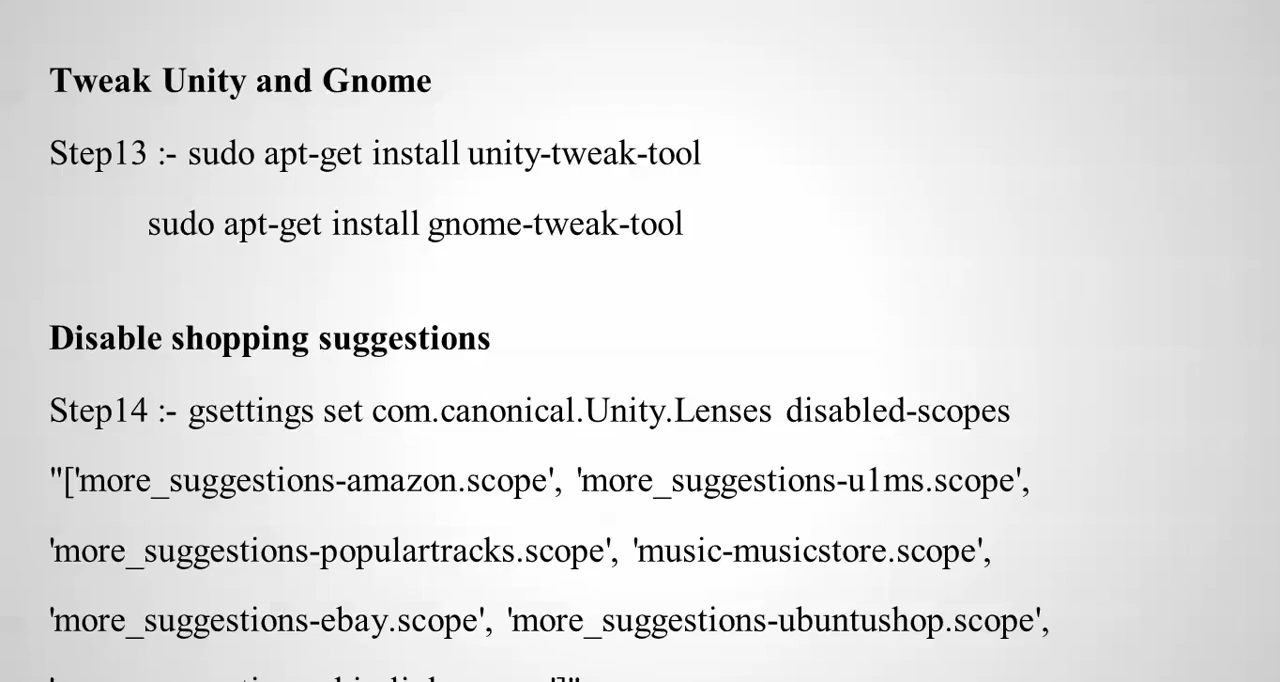 Tweak Unity and Gnome
Step13 :- sudo apt-get install unity-tweak-tool
sudo apt-get install gnome-tweak-tool
Disable shopping suggestions
Step14 :- gsettings set com.canonical.Unity.Lenses disabled-scopes
"['more_suggestions-amazon.scope', 'more_suggestions-u1ms.scope',
'more_suggestions-populartracks.scope', 'music-musicstore.scope',
'more_suggestions-ebay.scope', 'more_suggestions-ubuntushop.scope',